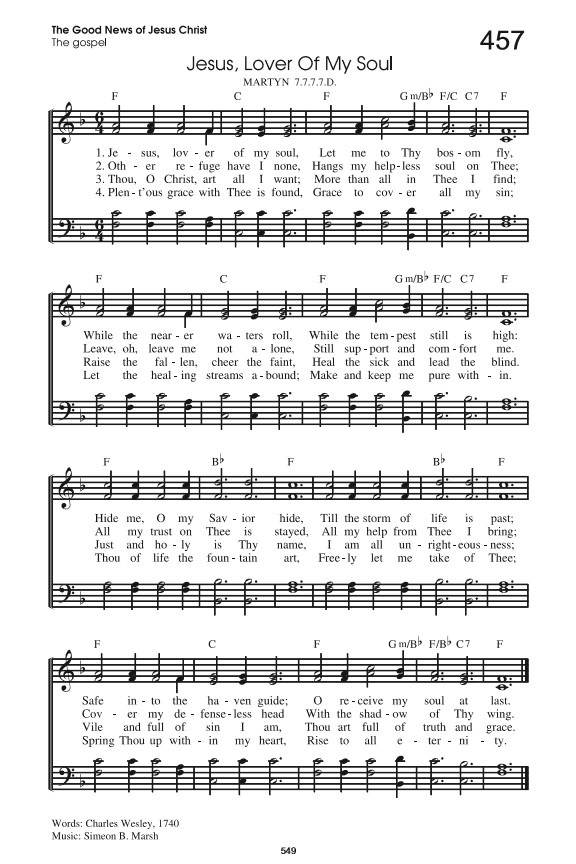 The Good News of Jesus Christ
The gospel
457
Jesus, Lover Of My Soul
MARTYN 7.7.7.7.D.
F C F Gm/B♭ F/C C7 F
1. Je - sus, lov - er of my soul, Let me to Thy bos - om fly,
2. Oth - er ref - uge have I none, Hangs my help - less soul on Thee;
3. Thou, O Christ, art all I want; More than all in Thee I find;
4. Plen - t'ous grace with Thee is found, Grace to cov - er all my sin;
F C F Gm/B♭ F/C C7 F
While the near - er wa - ters roll, While the tem - pest still is high:
Leave, oh, leave me not a - lone, Still sup - port and com - fort me.
Raise the fal - len, cheer the faint, Heal the sick and lead the blind.
Let the heal - ing streams a - bound; Make and keep me pure with - in.
F B♭ F B♭ F
Hide me, O my Sav - ior hide, Till the storm of life is past;
All my trust on Thee is stayed, All my help from Thee I bring;
Just and ho - ly is Thy name, I am all un - right - eous - ness;
Thou of life the foun - tain art, Free - ly let me take of Thee;
F C F Gm/B♭ F/B♭ C7 F
Safe in - to the ha - ven guide; O re - ceive my soul at last.
Cov - er my de - fense - less head With the shad - ow of Thy wing.
Vile and full of sin I am, Thou art full of truth and grace.
Spring Thou up with - in my heart, Rise to all e - ter - ni - ty.
Words: Charles Wesley, 1740
Music: Simeon B. Marsh
549